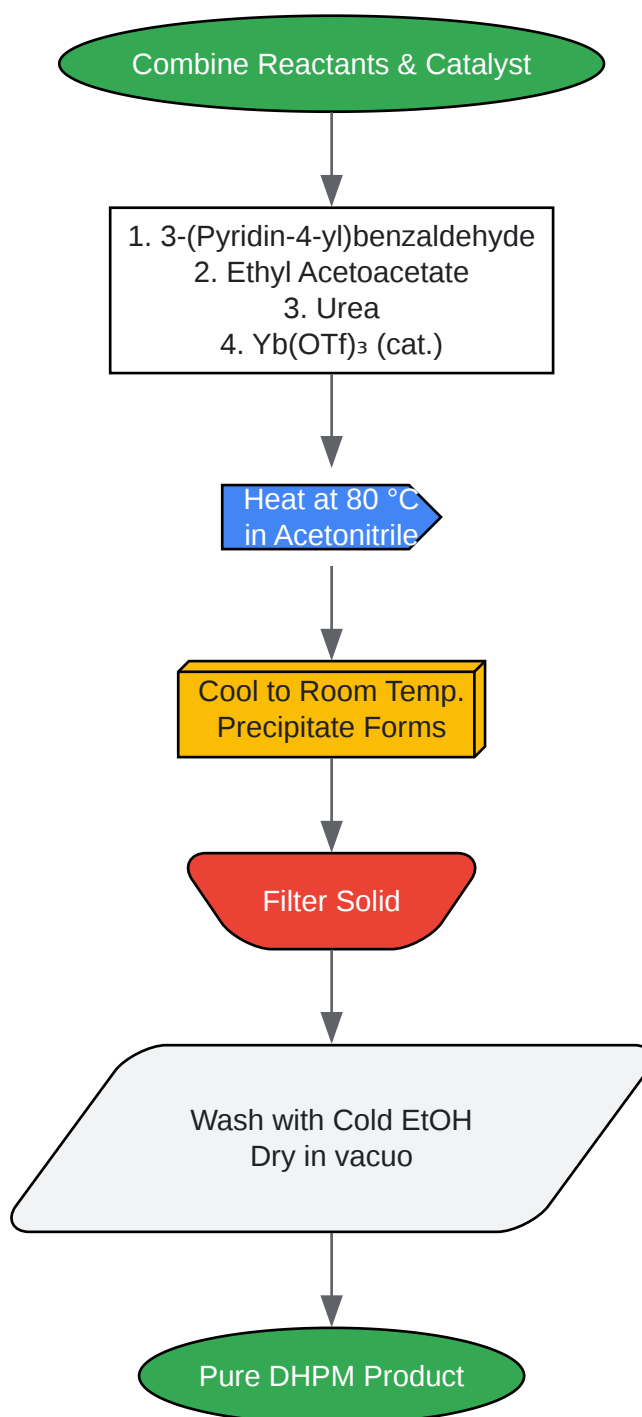 Combine Reactants & Catalyst
1. 3-(Pyridin-4-yl)benzaldehyde
2. Ethyl Acetoacetate
3. Urea
4. Yb(OTf)₃ (cat.)
Heat at 80 °C
in Acetonitrile
Cool to Room Temp.
Precipitate Forms
Filter Solid
Wash with Cold EtOH
Dry in vacuo
Pure DHPM Product